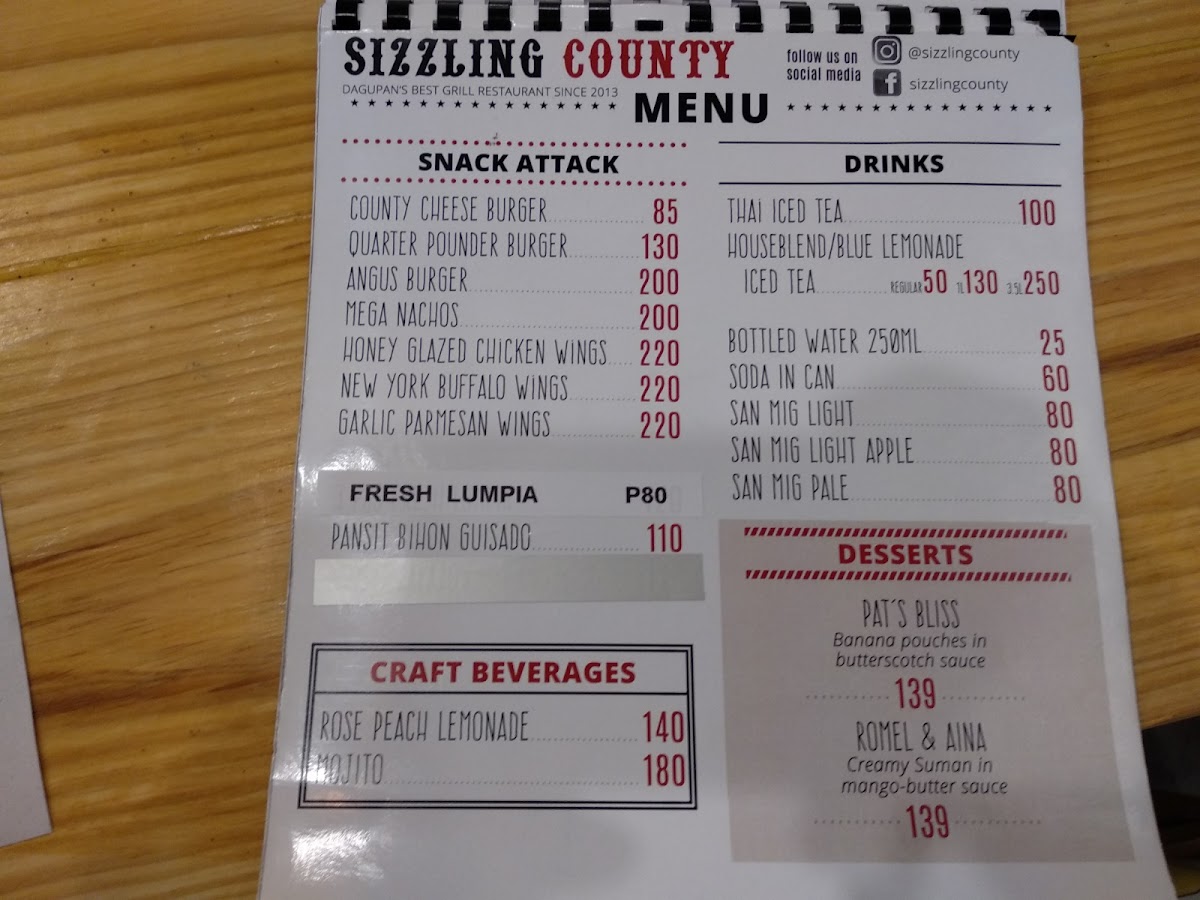 SIZZLING COUNTY
DAGUPAN'S BEST GRILL RESTAURANT SINCE 2013
follow us on
social media
@sizzlingcounty
sizzlingcounty
MENU
SNACK ATTACK
COUNTY CHEESE BURGER 85
QUARTER POUNDER BURGER 130
ANGUS BURGER 200
MEGA NACHOS 200
HONEY GLAZED CHICKEN WINGS 220
NEW YORK BUFFALO WINGS 220
GARLIC PARMESAN WINGS 220
FRESH LUMPIA P80
PANSIT BIHON GUISADO 110
CRAFT BEVERAGES
ROSE PEACH LEMONADE 140
MOJITO 180
DRINKS
THAI ICED TEA 100
HOUSEBLEND/BLUE LEMONADE
ICED TEA REGULAR 50 1L 130 3.5L 250
BOTTLED WATER 250ML 25
SODA IN CAN 60
SAN MIG LIGHT 80
SAN MIG LIGHT APPLE 80
SAN MIG PALE 80
DESSERTS
PAT'S BLISS
Banana pouches in
butterscotch sauce
139
ROMEL & AINA
Creamy Suman in
mango-butter sauce
139